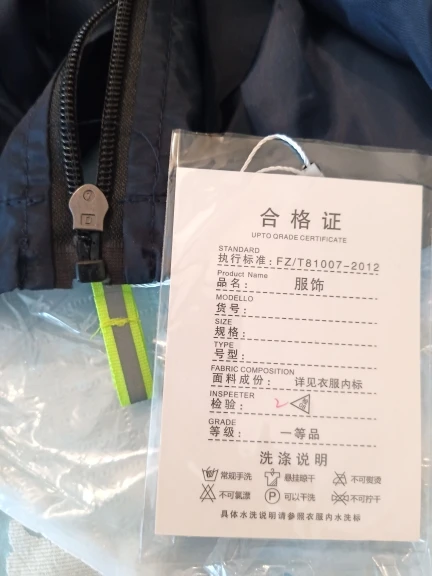 合格证
UPTO QRADE CERTIFICATE
STANDARD
执行标准: FZ/T81007-2012
Product Name
品名: 服饰
MODELLO
货号:
SIZE
规格:
TYPE
号型:
FABRIC COMPOSITION
面料成份: 详见衣服内标
INSPEETER
检验:
GRADE
等级: 一等品
洗涤说明
常规手洗 悬挂晾干 不可熨烫
不可氯漂 P 可以干洗 不可拧干
具体水洗说明请参照衣服内水洗标